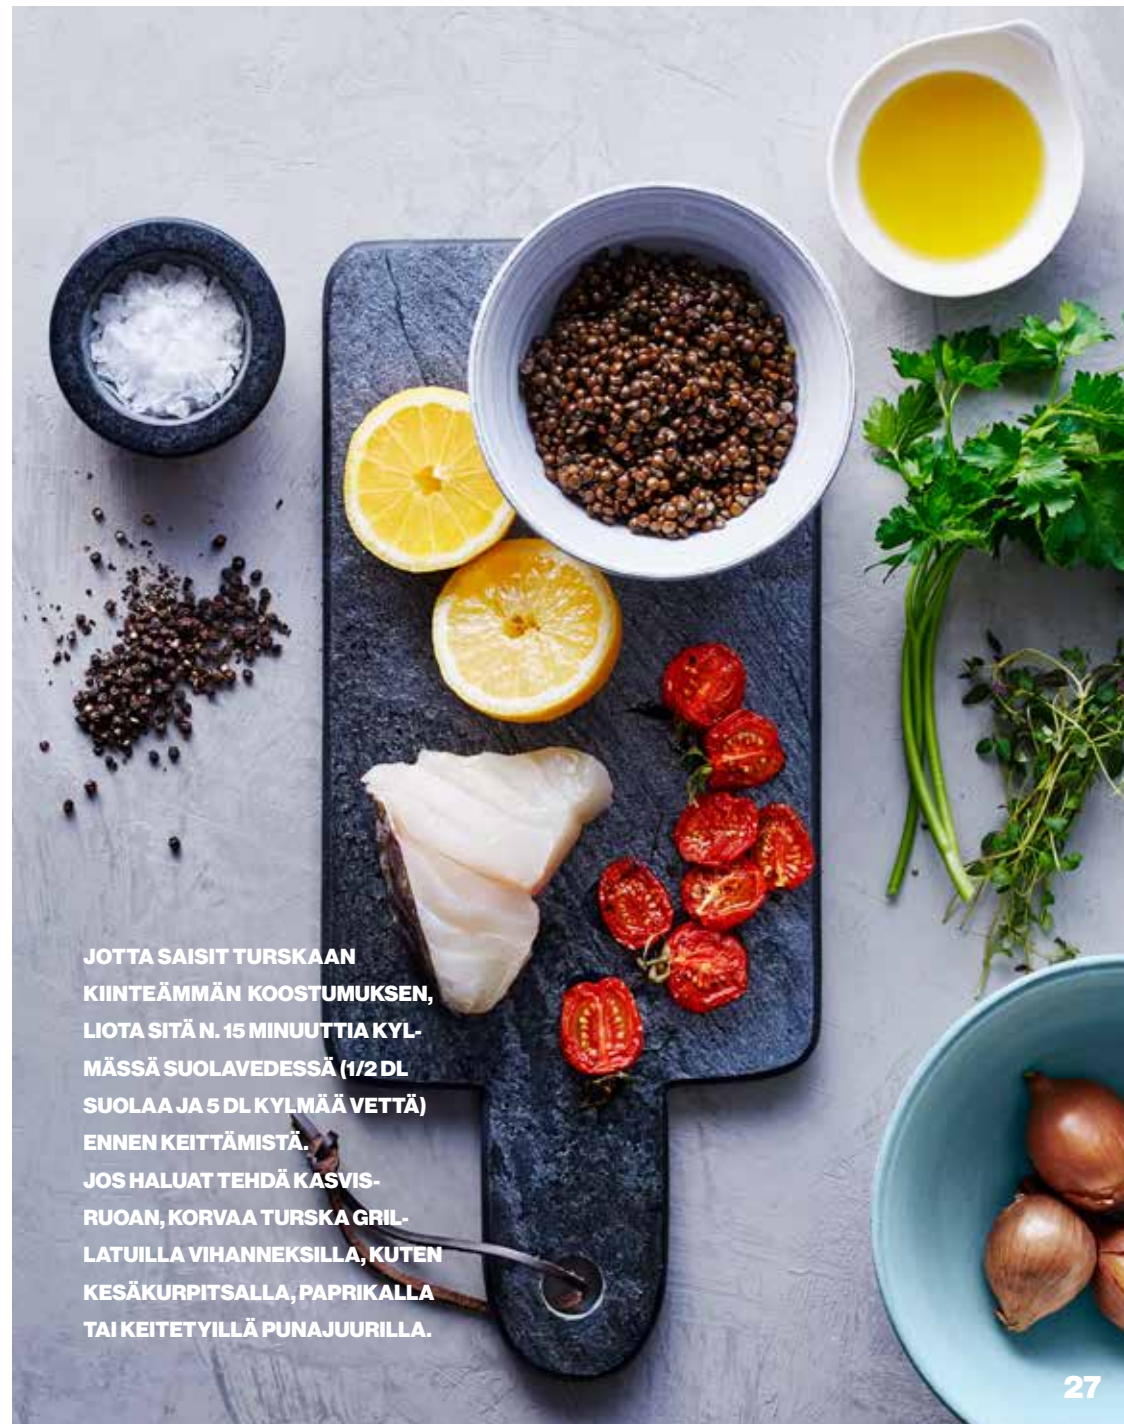 JOTTA SAISIT TURSKAAN
KIINTEÄMMÄN KOOSTUMUKSEN,
LIOTA SITÄ N. 15 MINUUTTIA KYL-
MÄSSÄ SUOLAVEDESSÄ (1/2 DL
SUOLAA JA 5 DL KYLMÄÄ VETTÄ)
ENNEN KEITTÄMISTÄ.
JOS HALUAT TEHDÄ KASVIS-
RUOAN, KORVAA TURSKA GRIL-
LATUILLA VIHANNEKSILLA, KUTEN
KESÄKURPITSALLA, PAPRIKALLA
TAI KEITETYILLÄ PUNAJUURILLA.
27